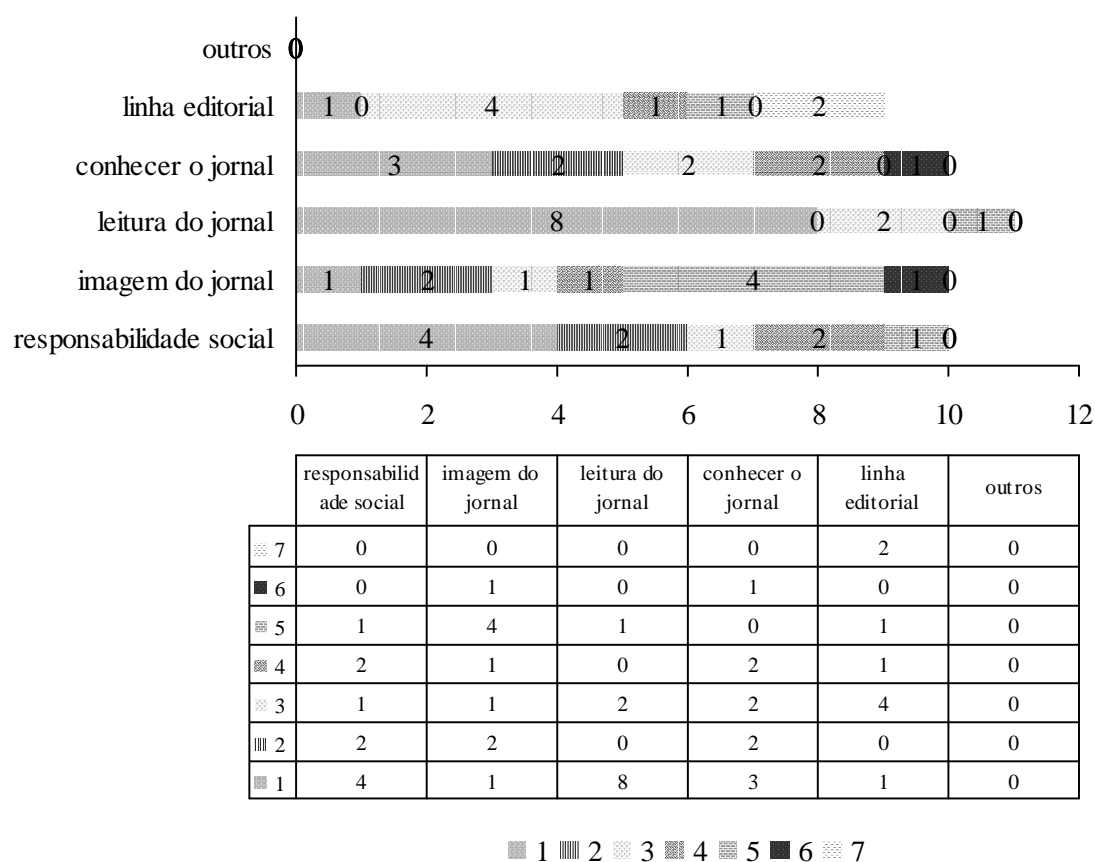 outros 0
linha editorial 1 0 4 1 1 0 2
conhecer o jornal 3 2 2 2 0 1 0
leitura do jornal 8 0 2 0 1 0
imagem do jornal 1 2 1 1 4 1 0
responsabilidade social 4 2 1 2 1 0
0 2 4 6 8 10 12
responsabilid imagem do leitura do conhecer o linha outros
ade social jornal jornal jornal editorial
7 0 0 0 0 2 0
6 0 1 0 1 0 0
5 1 4 1 0 1 0
4 2 1 0 2 1 0
3 1 1 2 2 4 0
2 2 2 0 2 0 0
1 4 1 8 3 1 0
1 2 3 4 5 6 7